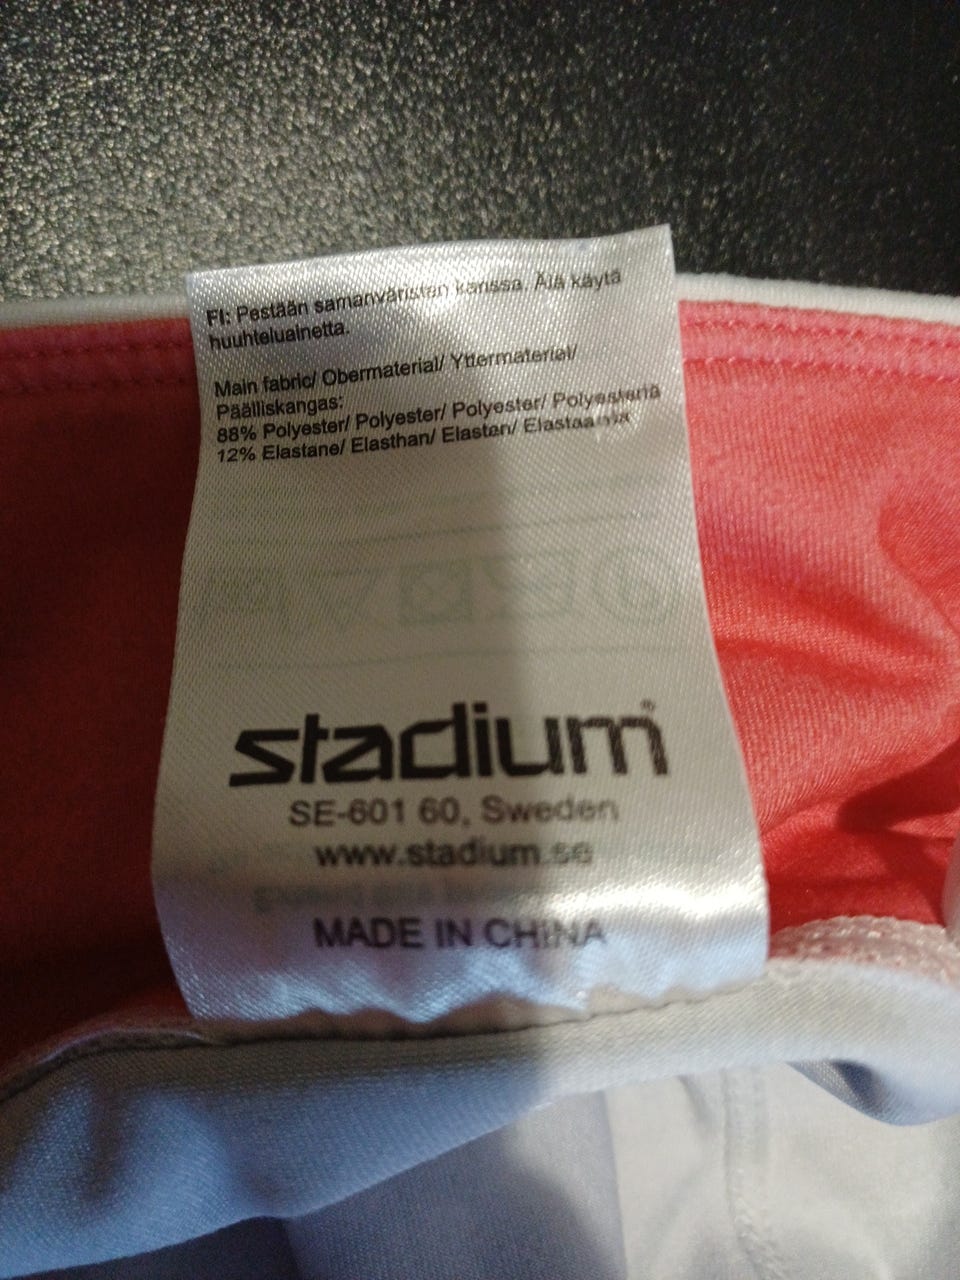 FI: Pestään samanväristen kanssa. Älä käytä
huuhteluainetta.
Main fabric/ Obermaterial/ Yttermaterial/
Päälliskangas:
88% Polyester/ Polyester/ Polyester/ Polyesteriä
12% Elastane/ Elasthan/ Elastan/ Elastaania
stadium®
SE-601 60, Sweden
www.stadium.se
MADE IN CHINA